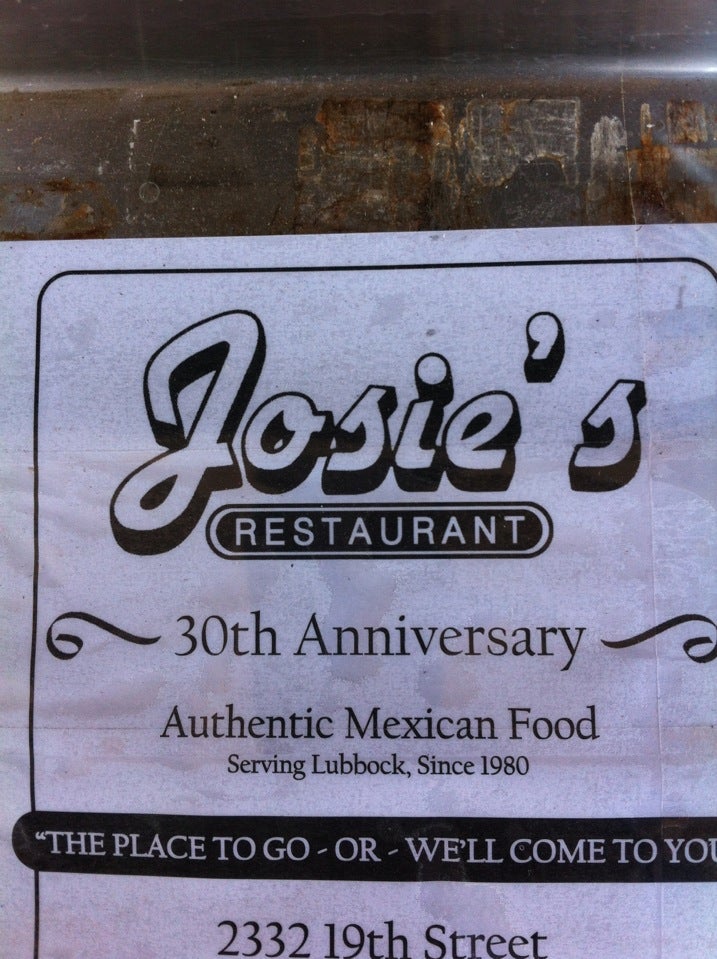 Josie's
RESTAURANT
30th Anniversary
Authentic Mexican Food
Serving Lubbock, Since 1980
“THE PLACE TO GO - OR - WE'LL COME TO YOU
2332 19th Street